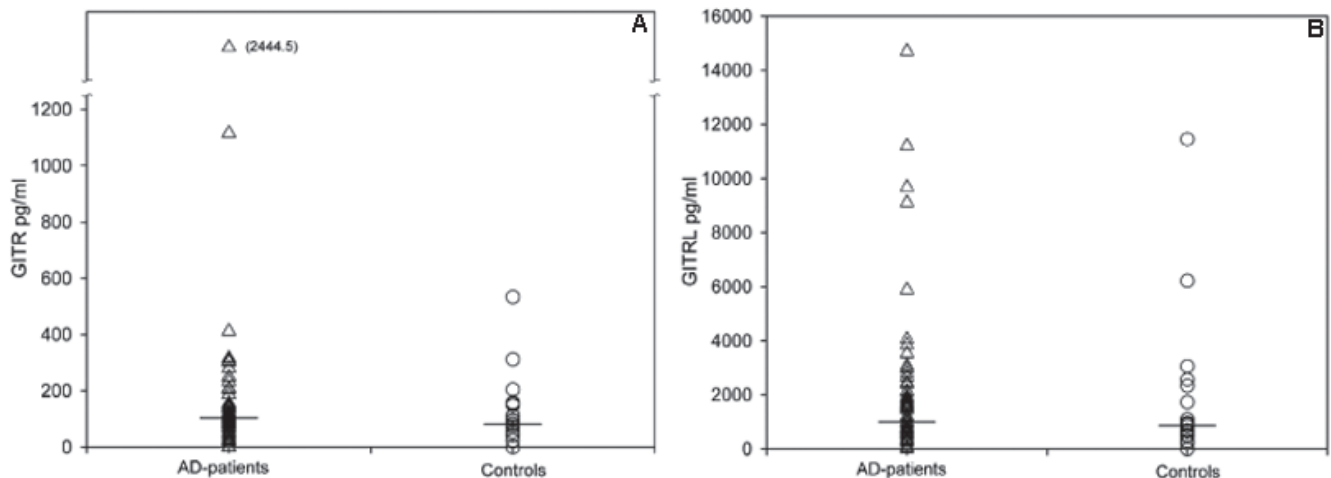 A
(2444.5)
1200
1000
800
600
400
200
0
GITR pg/ml
AD-patients
Controls
B
16000
14000
12000
10000
8000
6000
4000
2000
0
GITRL pg/ml
AD-patients
Controls